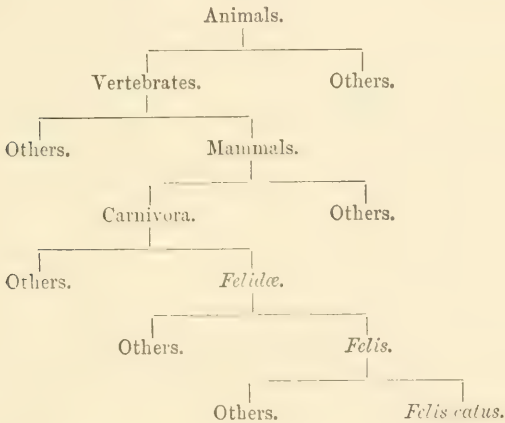 Animals.
Vertebrates. Others.
Others. Mammals.
Carnivora. Others.
Others. Felidæ.
Others. Felis.
Others. Felis catus.